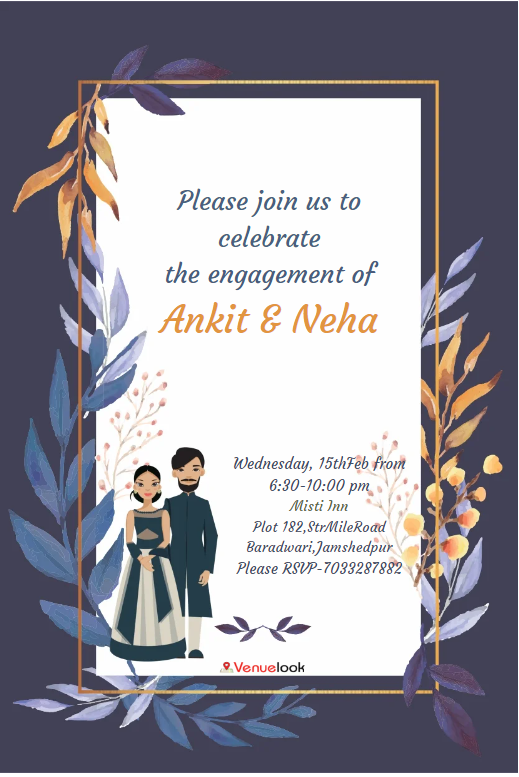 Please join us to
celebrate
the engagement of
Ankit & Neha
Wednesday, 15thFeb from
6:30-10:00 pm
Misti Inn
Plot 182,StrMileRoad
Baradwari,Jamshedpur
Please RSVP-7033287882
Venuelook